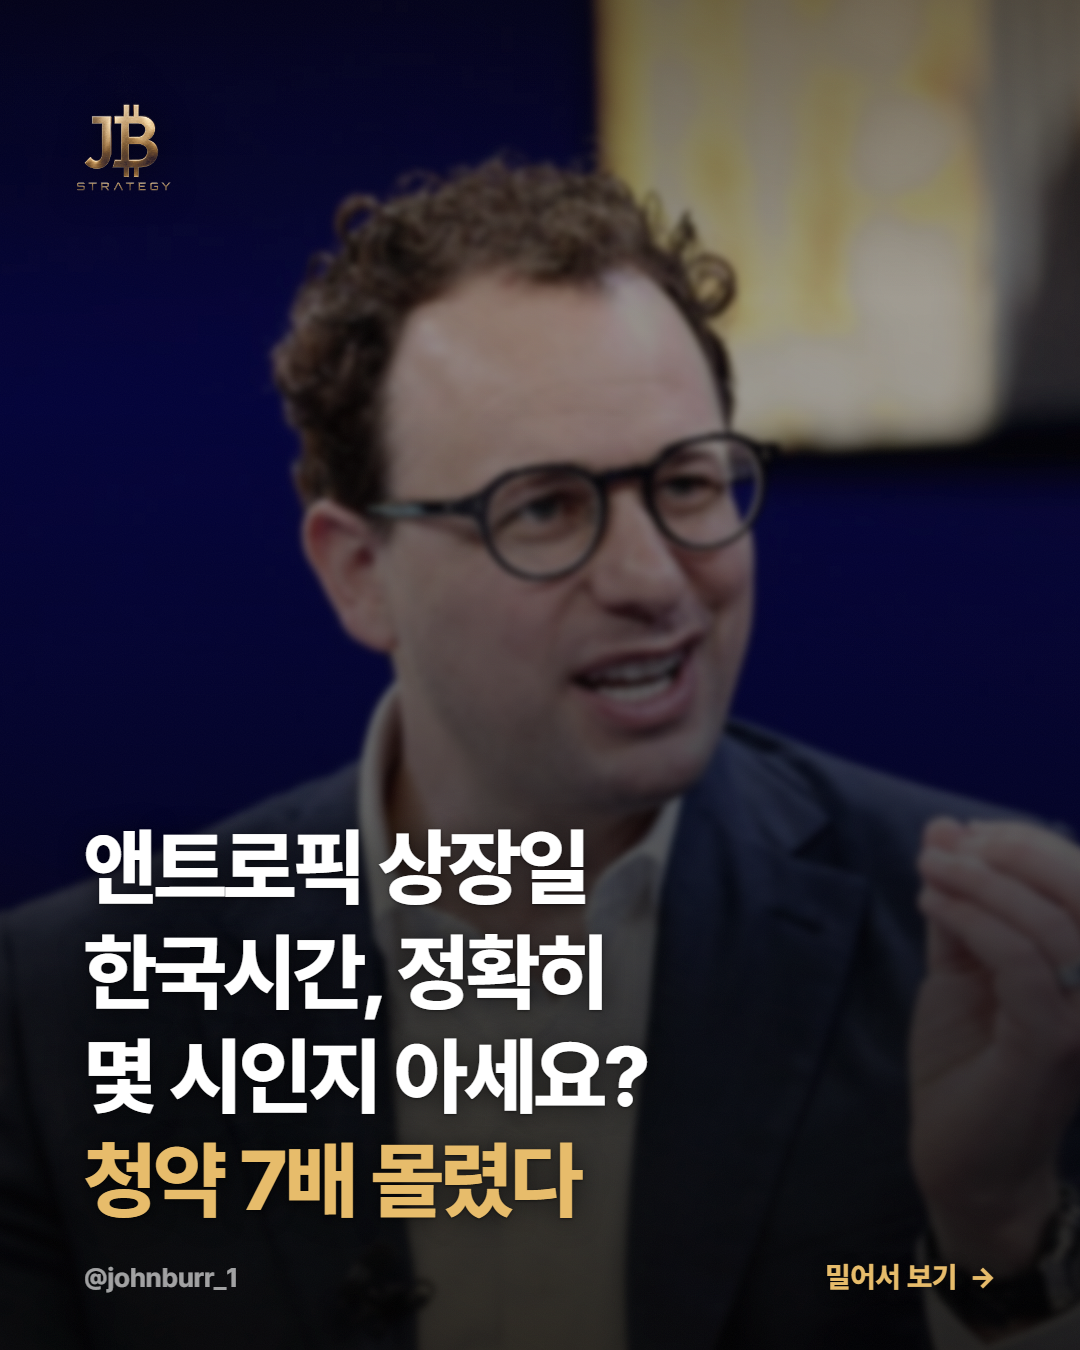 JB
STRATEGY
앤트로픽 상장일
한국시간, 정확히
몇 시인지 아세요?
청약 7배 몰렸다
@johnburr_1
밀어서 보기 →